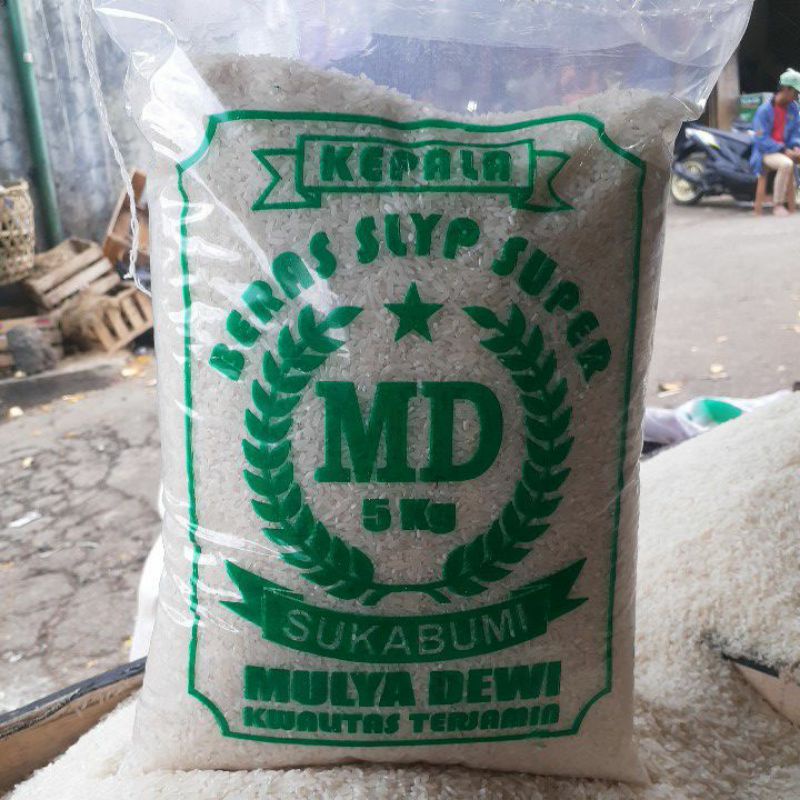 KEPALA
BERAS SLYP SUPER
MD
5 Kg
SUKABUMI
MULYA DEWI
KWALITAS TERJAMIN